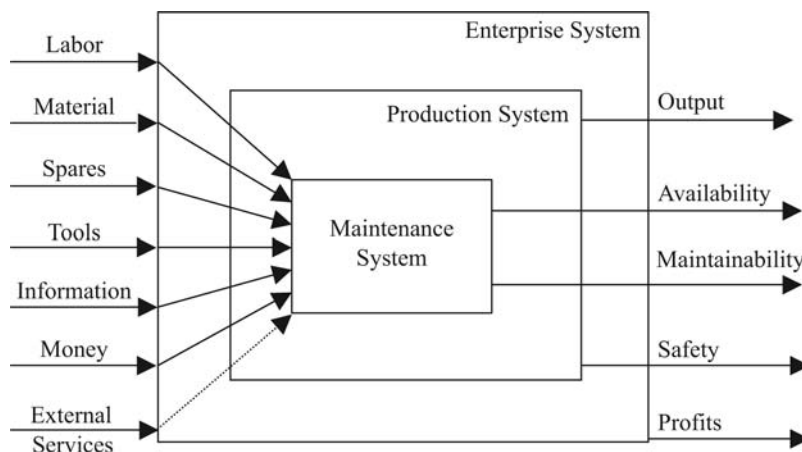 Enterprise System
Labor
Material
Spares
Tools
Information
Money
External
Services
Production System
Maintenance
System
Output
Availability
Maintainability
Safety
Profits